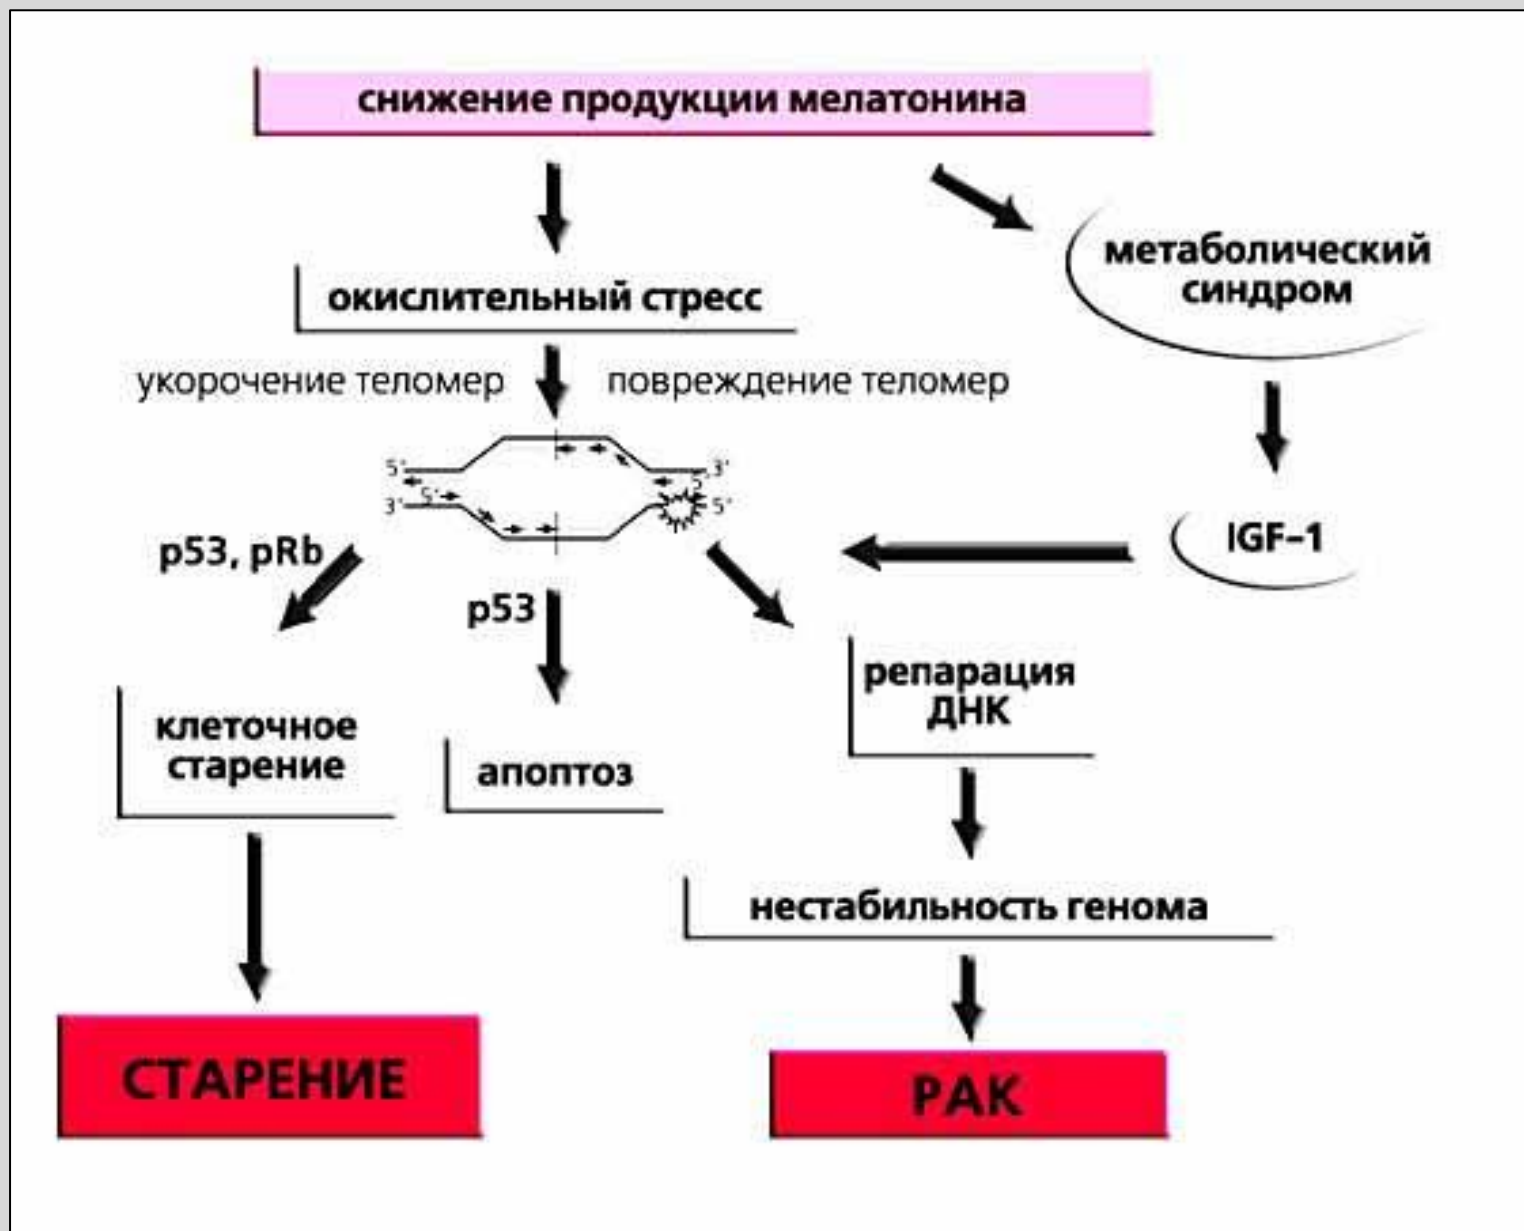 снижение продукции мелатонина
метаболический
синдром
окислительный стресс
укорочение теломер
повреждение теломер
5'
3'
5'
5'
3'
5'
p53, pRb
IGF–1
p53
репарация
ДНК
клеточное
старение
апоптоз
нестабильность генома
СТАРЕНИЕ
РАК